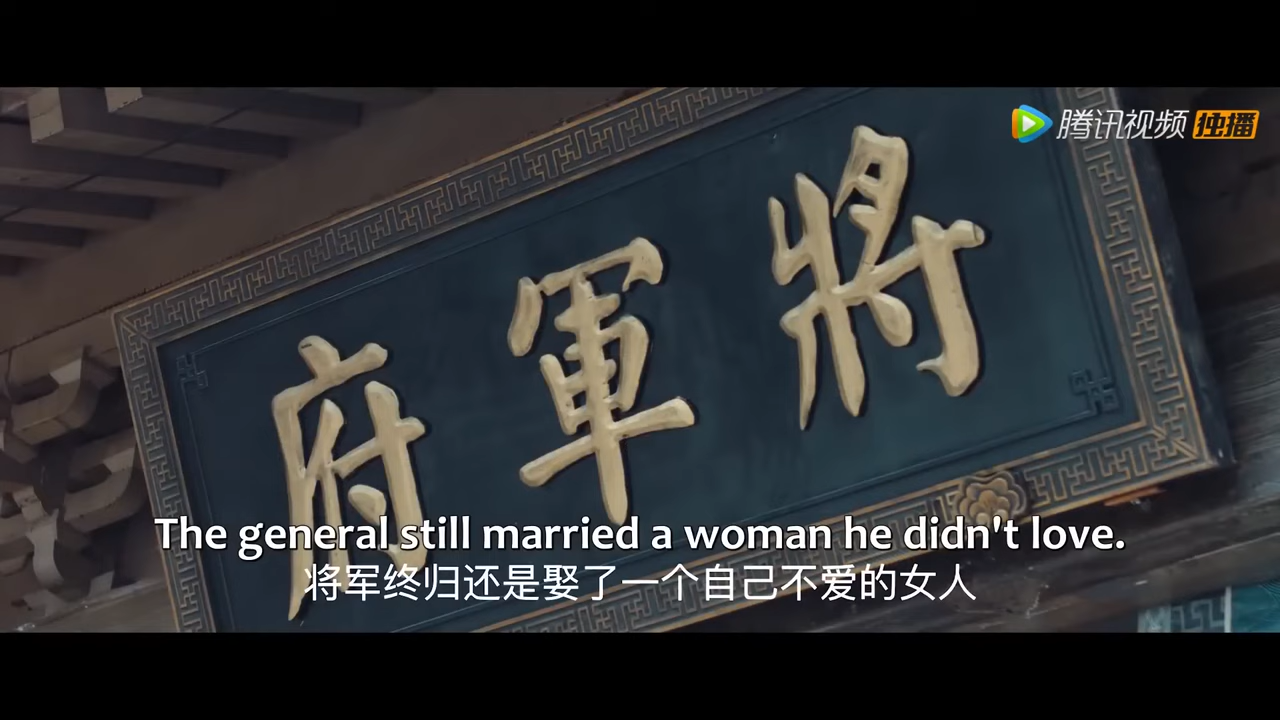 腾讯视频 独播
將軍府
The general still married a woman he didn't love.
将军终归还是娶了一个自己不爱的女人